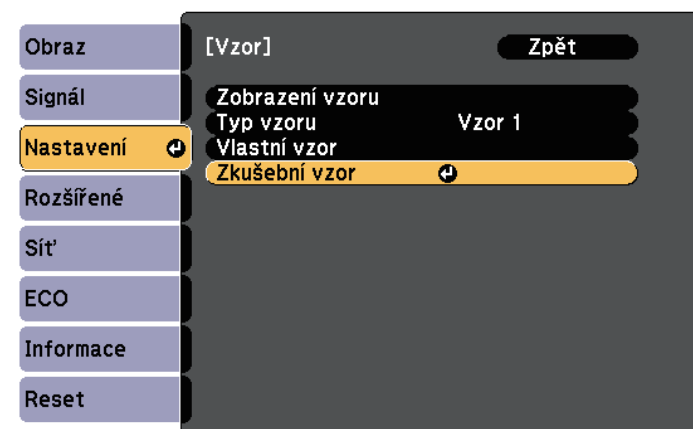 Obraz
Signál
Nastavení
Rozšířené
Síť
ECO
Informace
Reset
[Vzor] Zpět
Zobrazení vzoru
Typ vzoru Vzor 1
Vlastní vzor
Zkušební vzor